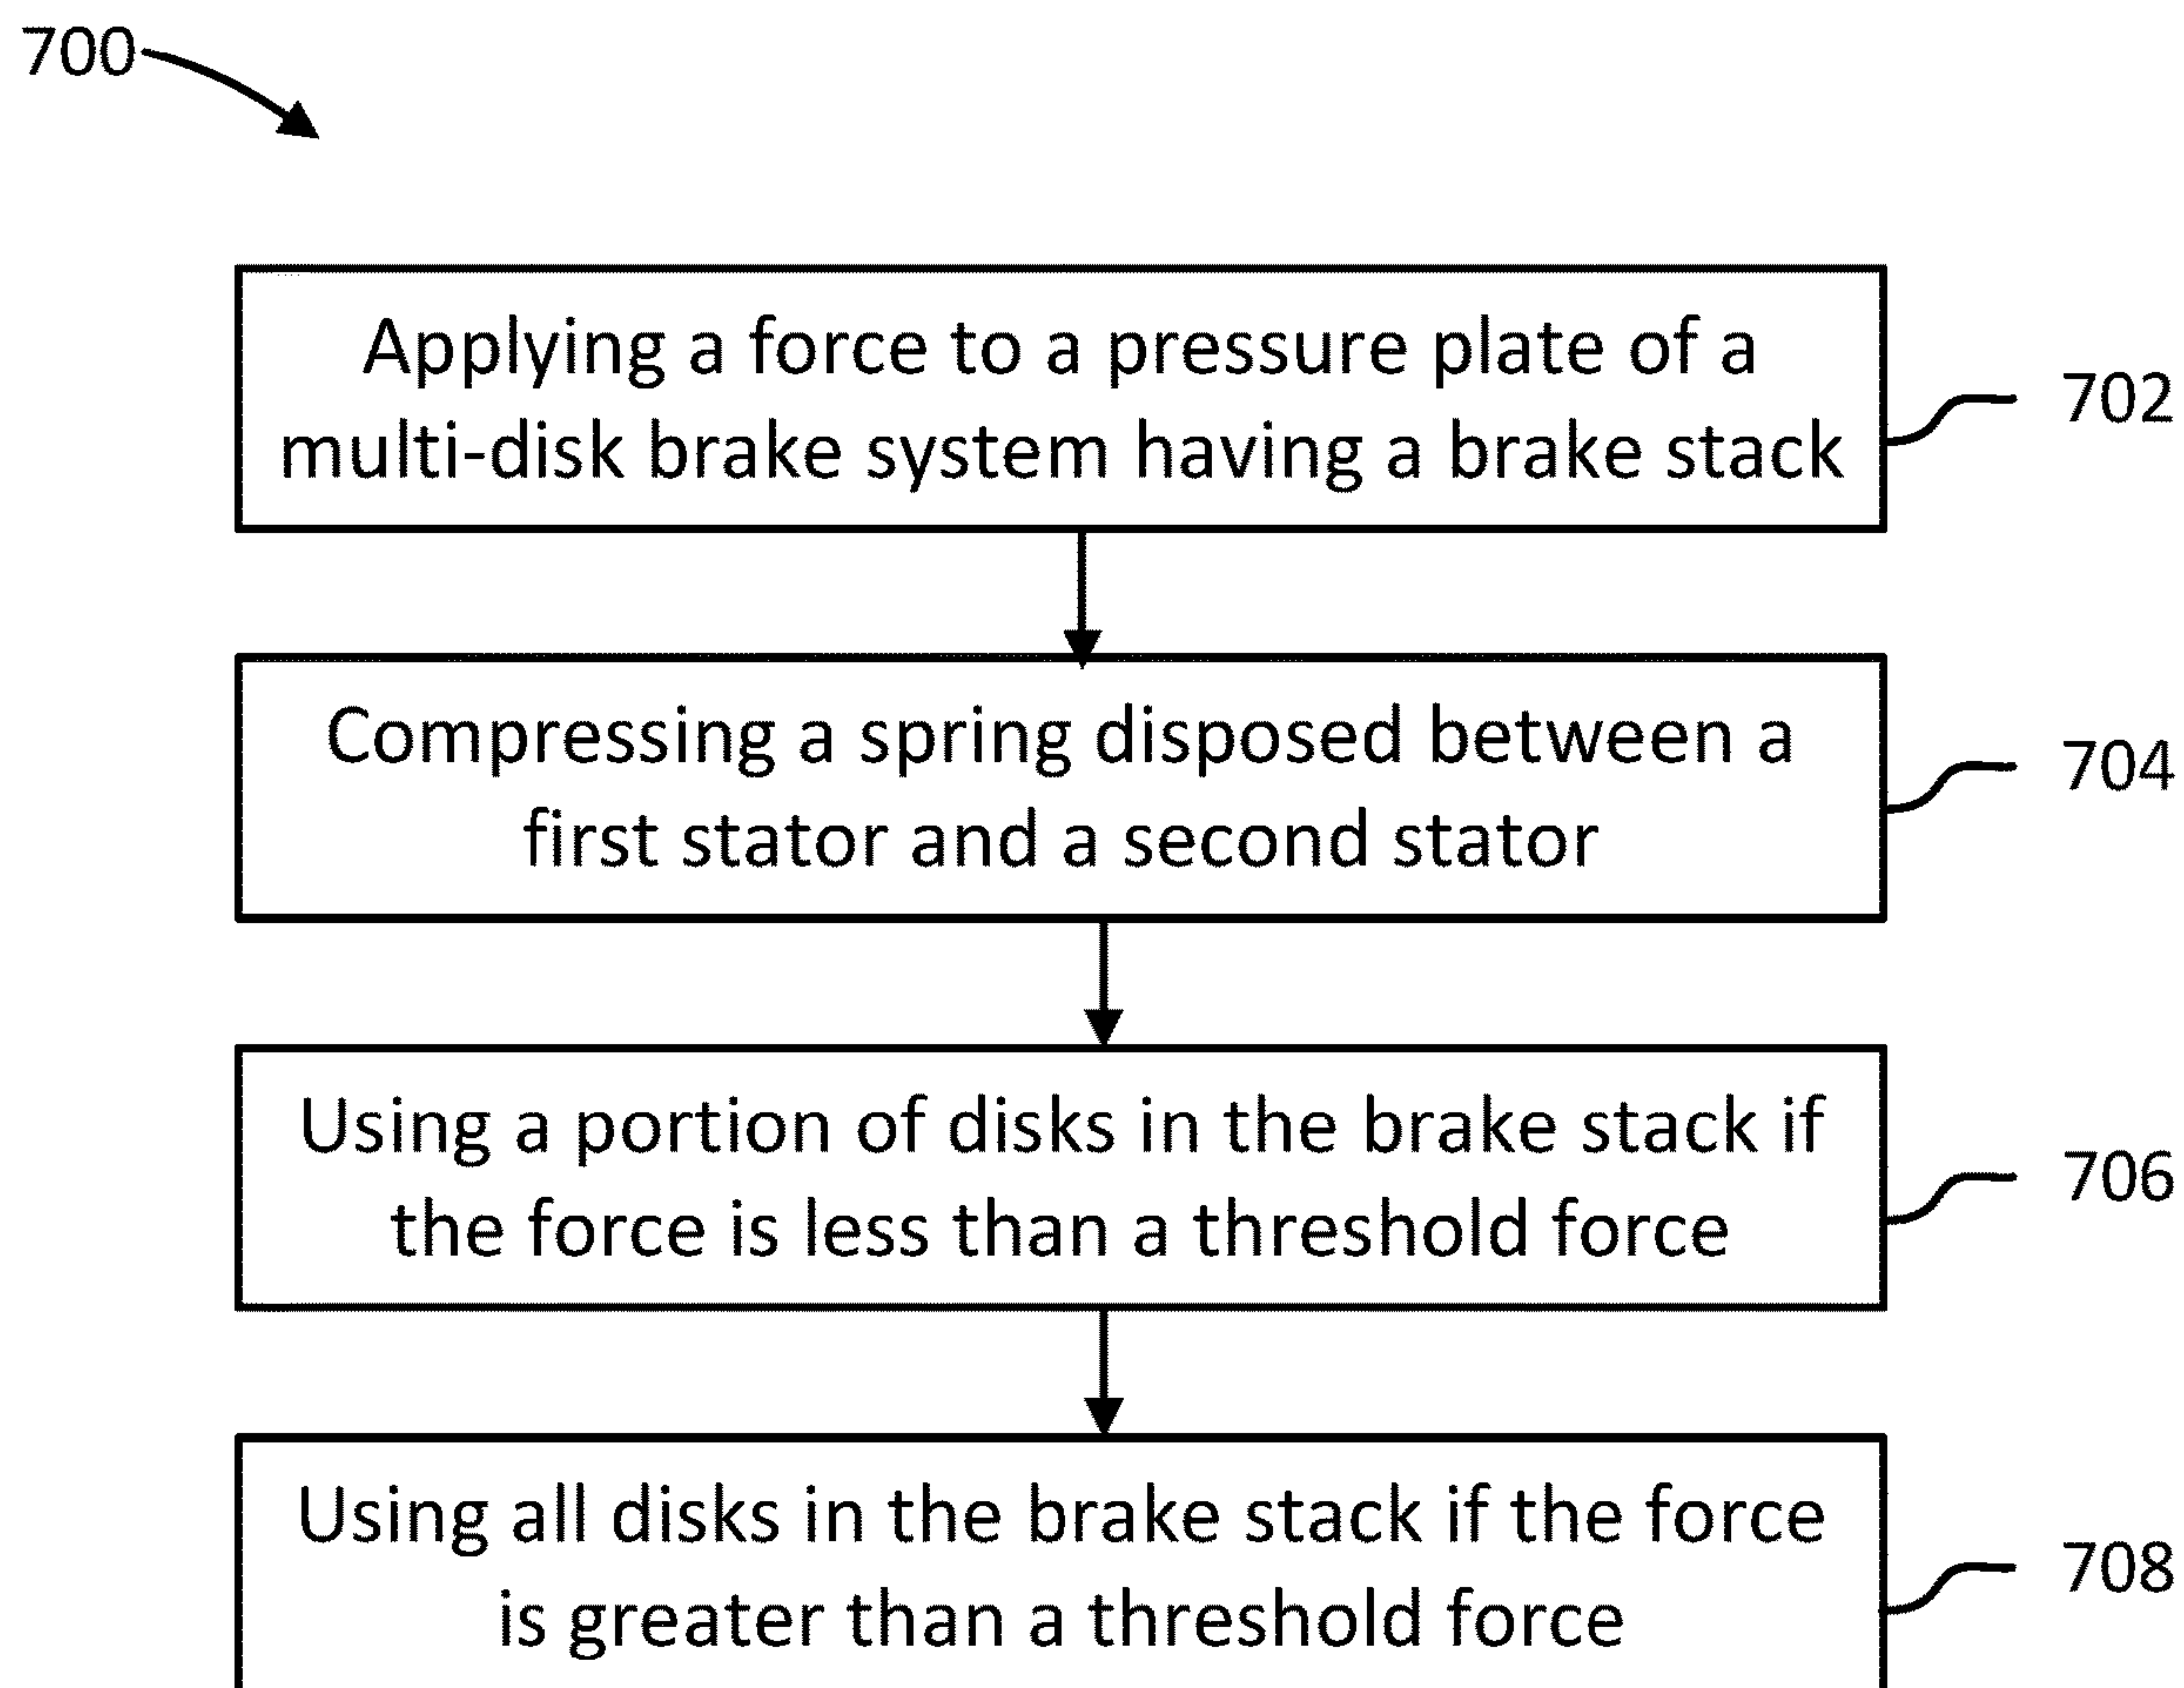 700
Applying a force to a pressure plate of a
multi-disk brake system having a brake stack
702
Compressing a spring disposed between a
first stator and a second stator
704
Using a portion of disks in the brake stack if
the force is less than a threshold force
706
Using all disks in the brake stack if the force
is greater than a threshold force
708